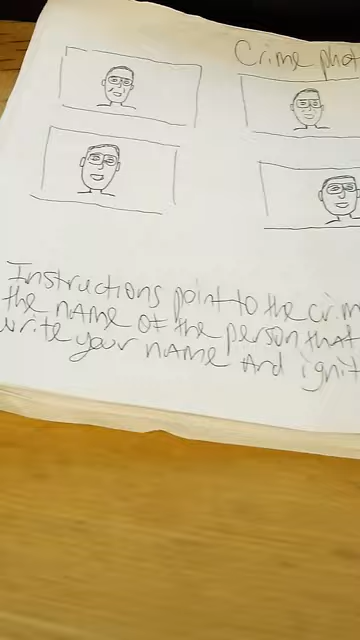 Crime phot
Instructions point to the crim
the name of the person that
write your name And ignit